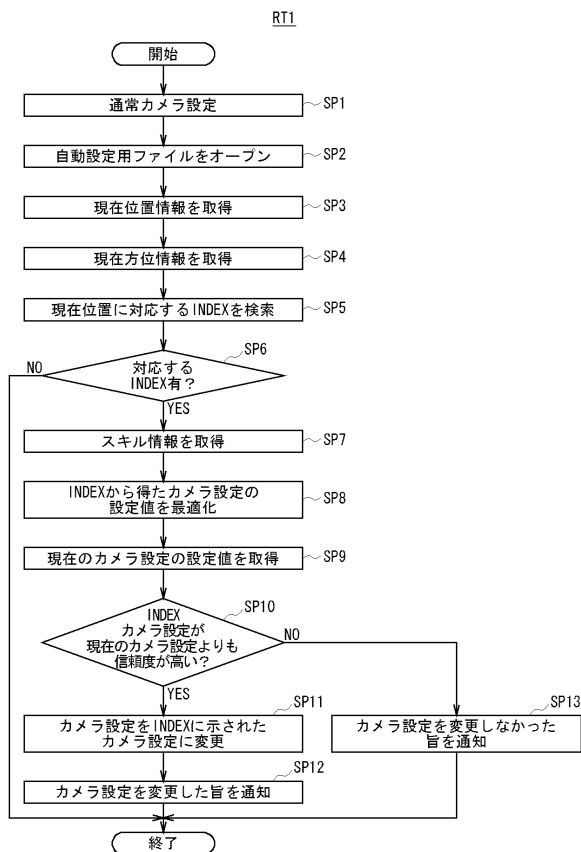 RT1
開始
通常カメラ設定
SP1
自動設定用ファイルをオープン
SP2
現在位置情報を取得
SP3
現在方位情報を取得
SP4
現在位置に対応するINDEXを検索
SP5
SP6
対応する
INDEX有?
NO
YES
スキル情報を取得
SP7
INDEXから得たカメラ設定の
設定値を最適化
SP8
現在のカメラ設定の設定値を取得
SP9
SP10
INDEX
カメラ設定が
現在のカメラ設定よりも
信頼度が高い?
NO
YES
SP11
カメラ設定をINDEXに示された
カメラ設定に変更
SP13
カメラ設定を変更しなかった
旨を通知
SP12
カメラ設定を変更した旨を通知
終了